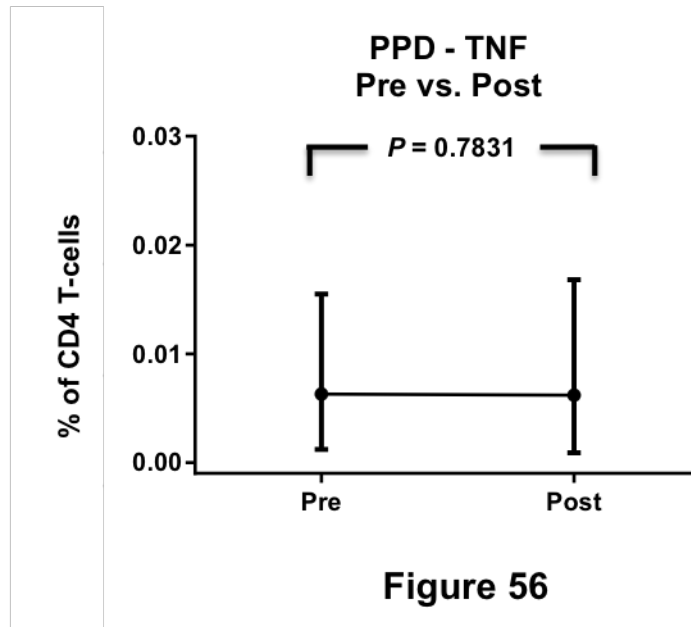 PPD - TNF
Pre vs. Post
P = 0.7831
0.03
0.02
0.01
0.00
% of CD4 T-cells
Pre Post
Figure 56